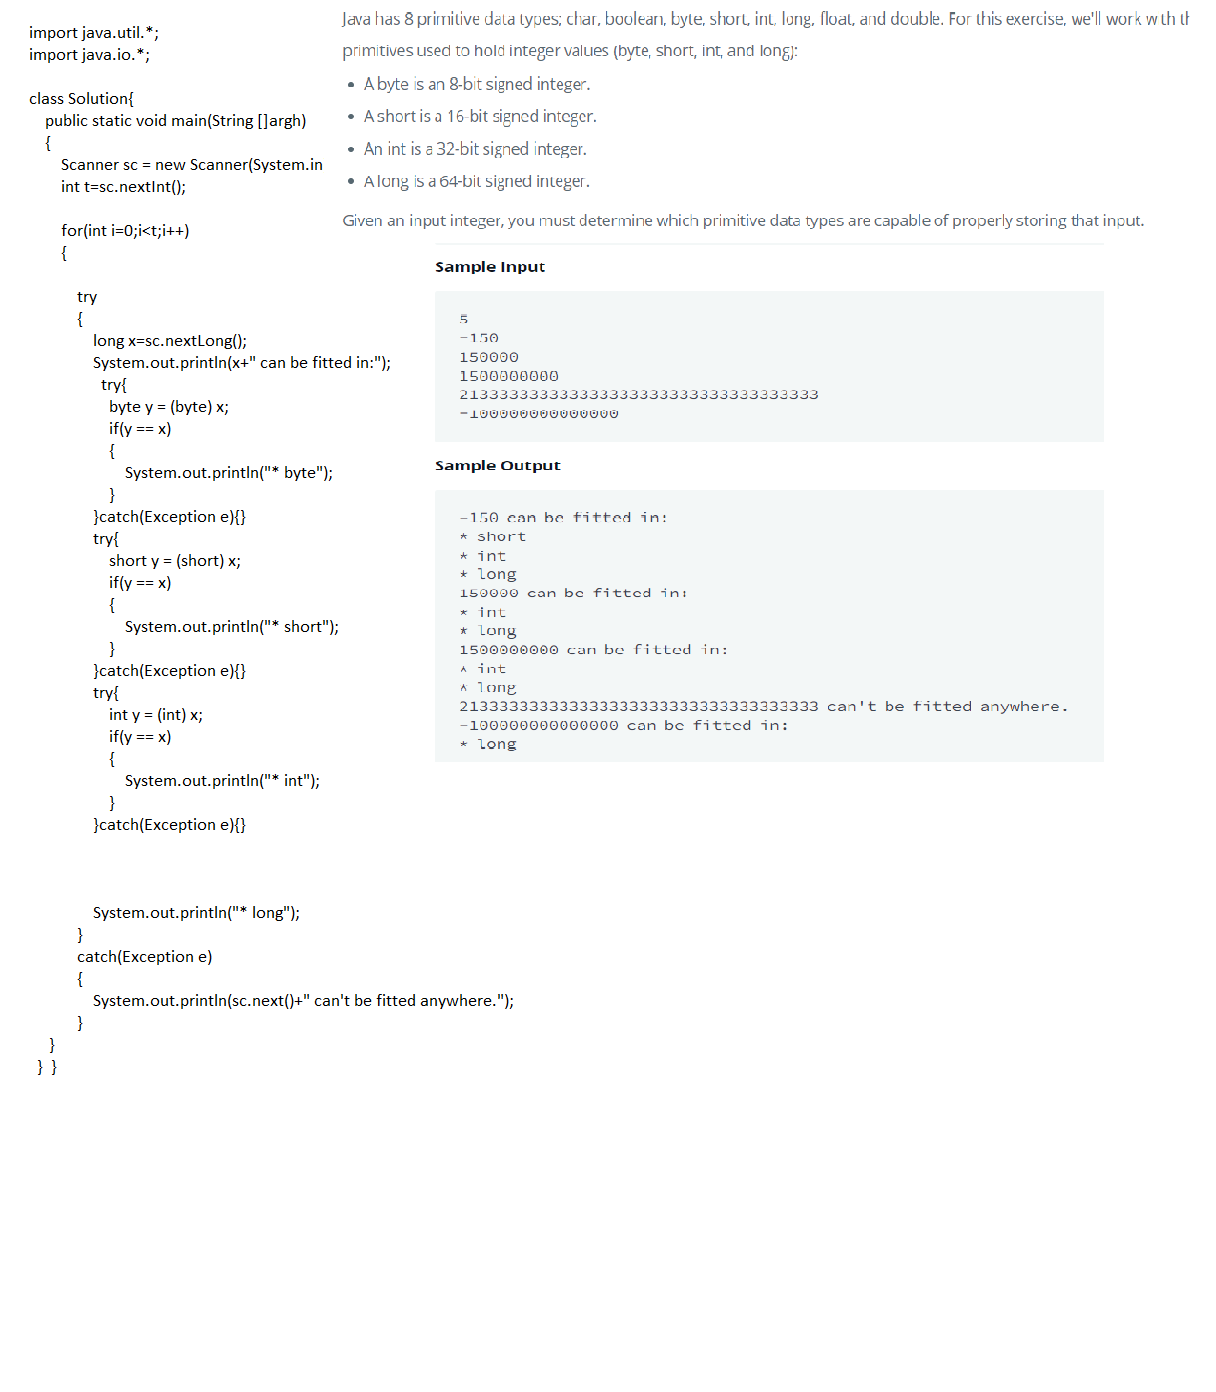 import java.util.*;
import java.io.*;
class Solution{
public static void main(String []argh)
{
Scanner sc = new Scanner(System.in
int t=sc.nextInt();
for(int i=0;i<t;i++)
{
try
{
long x=sc.nextLong();
System.out.println(x+" can be fitted in:");
try{
byte y = (byte) x;
if(y == x)
{
System.out.println("* byte");
}
}catch(Exception e){}
try{
short y = (short) x;
if(y == x)
{
System.out.println("* short");
}
}catch(Exception e){}
try{
int y = (int) x;
if(y == x)
{
System.out.println("* int");
}
}catch(Exception e){}
System.out.println("* long");
}
catch(Exception e)
{
System.out.println(sc.next()+" can't be fitted anywhere.");
}
}
} }
Java has 8 primitive data types; char, boolean, byte, short, int, long, float, and double. For this exercise, we'll work with th
primitives used to hold integer values (byte, short, int, and long):
• A byte is an 8-bit signed integer.
• A short is a 16-bit signed integer.
• An int is a 32-bit signed integer.
• A long is a 64-bit signed integer.
Given an input integer, you must determine which primitive data types are capable of properly storing that input.
Sample Input
5
-150
150000
1500000000
213333333333333333333333333333333333
-100000000000000
Sample Output
-150 can be fitted in:
* short
* int
* long
150000 can be fitted in:
* int
* long
1500000000 can be fitted in:
* int
* long
213333333333333333333333333333333333 can't be fitted anywhere.
-100000000000000 can be fitted in:
* long